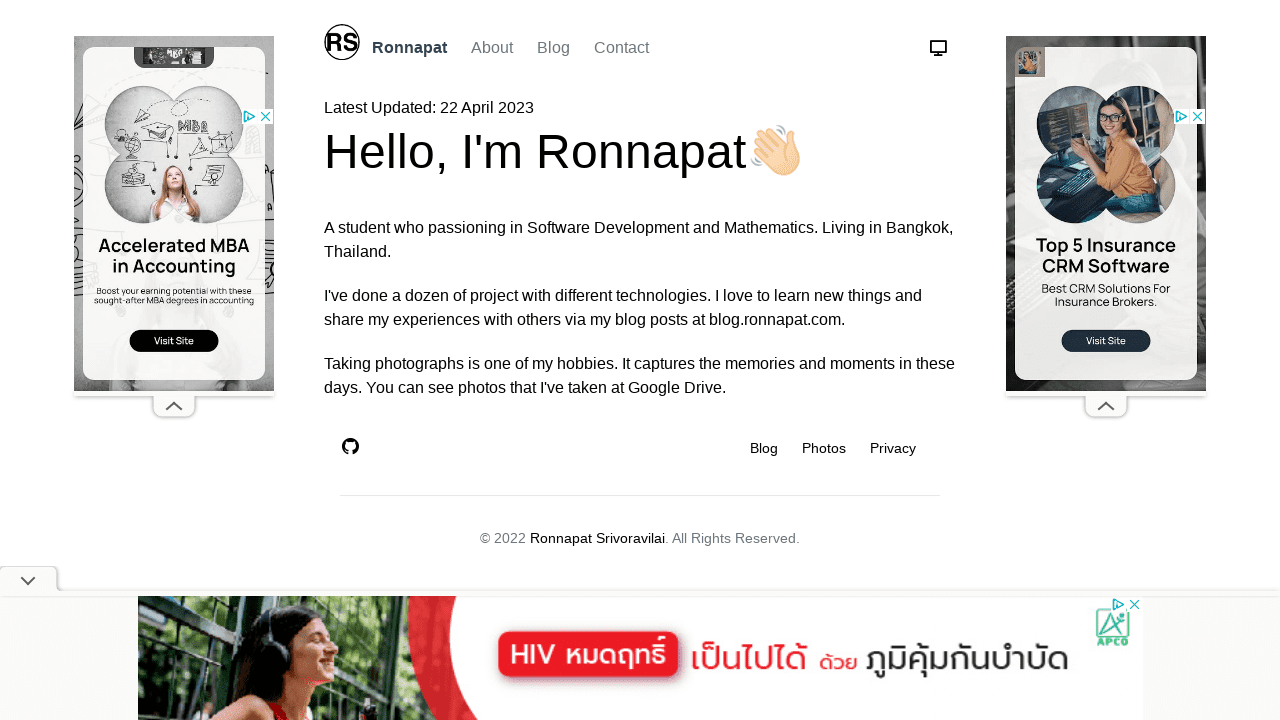 RS Ronnapat About Blog Contact
Latest Updated: 22 April 2023
Hello, I'm Ronnapat👋🏻
A student who passioning in Software Development and Mathematics. Living in Bangkok,
Thailand.
I've done a dozen of project with different technologies. I love to learn new things and
share my experiences with others via my blog posts at blog.ronnapat.com.
Taking photographs is one of my hobbies. It captures the memories and moments in these
days. You can see photos that I've taken at Google Drive.
Blog Photos Privacy
© 2022 Ronnapat Srivoravilai. All Rights Reserved.
MBA
Accelerated MBA
in Accounting
Boost your earning potential with these
sought-after MBA degrees in accounting
Visit Site
Top 5 Insurance
CRM Software
Best CRM Solutions For
Insurance Brokers.
Visit Site
HIV หมดฤทธิ์ เป็นไปได้ ด้วย ภูมิคุ้มกันบำบัด
APCO